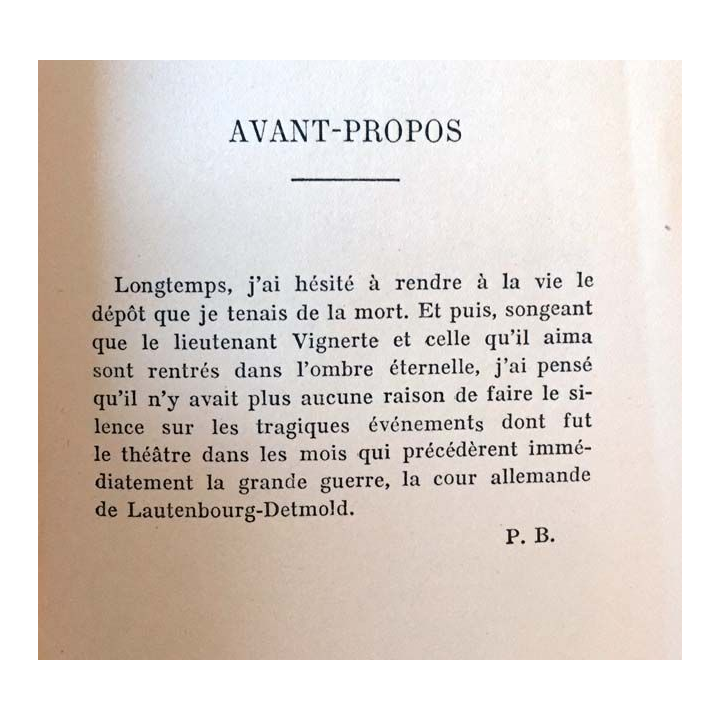 AVANT-PROPOS
Longtemps, j'ai hésité à rendre à la vie le
dépôt que je tenais de la mort. Et puis, songeant
que le lieutenant Vignerte et celle qu'il aima
sont rentrés dans l'ombre éternelle, j'ai pensé
qu'il n'y avait plus aucune raison de faire le si-
lence sur les tragiques événements dont fut
le théâtre dans les mois qui précédèrent immé-
diatement la grande guerre, la cour allemande
de Lautenbourg-Detmold.
P. B.